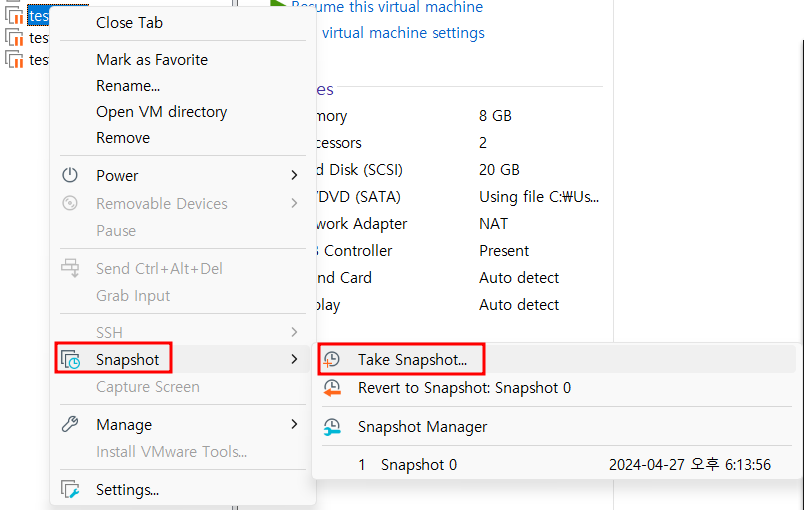 tes
tes
tes
Close Tab
Mark as Favorite
Rename...
Open VM directory
Remove
Power
Removable Devices
Pause
Send Ctrl+Alt+Del
Grab Input
SSH
Snapshot
Capture Screen
Manage
Install VMware Tools...
Settings...
Resume this virtual machine
virtual machine settings
es
mory 8 GB
cessors 2
d Disk (SCSI) 20 GB
/DVD (SATA) Using file C:₩Us...
work Adapter NAT
Controller Present
nd Card Auto detect
play Auto detect
Take Snapshot...
Revert to Snapshot: Snapshot 0
Snapshot Manager
1 Snapshot 0 2024-04-27 오후 6:13:56